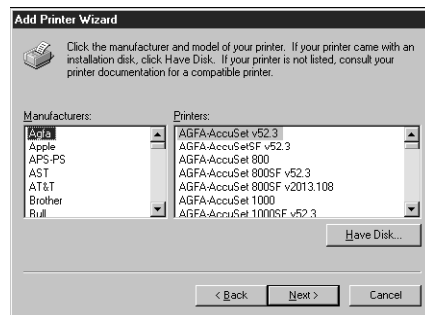 Add Printer Wizard
Click the manufacturer and model of your printer. If your printer came with an
installation disk, click Have Disk. If your printer is not listed, consult your
printer documentation for a compatible printer.
Manufacturers:
Printers:
Agfa
Apple
APS-PS
AST
AT&T
Brother
Bull
AGFA-AccuSet v52.3
AGFA-AccuSetSF v52.3
AGFA-AccuSet 800
AGFA-AccuSet 800SF v52.3
AGFA-AccuSet 800SF v2013.108
AGFA-AccuSet 1000
AGFA-AccuSet 1000SF v52.3
Have Disk...
< Back
Next >
Cancel